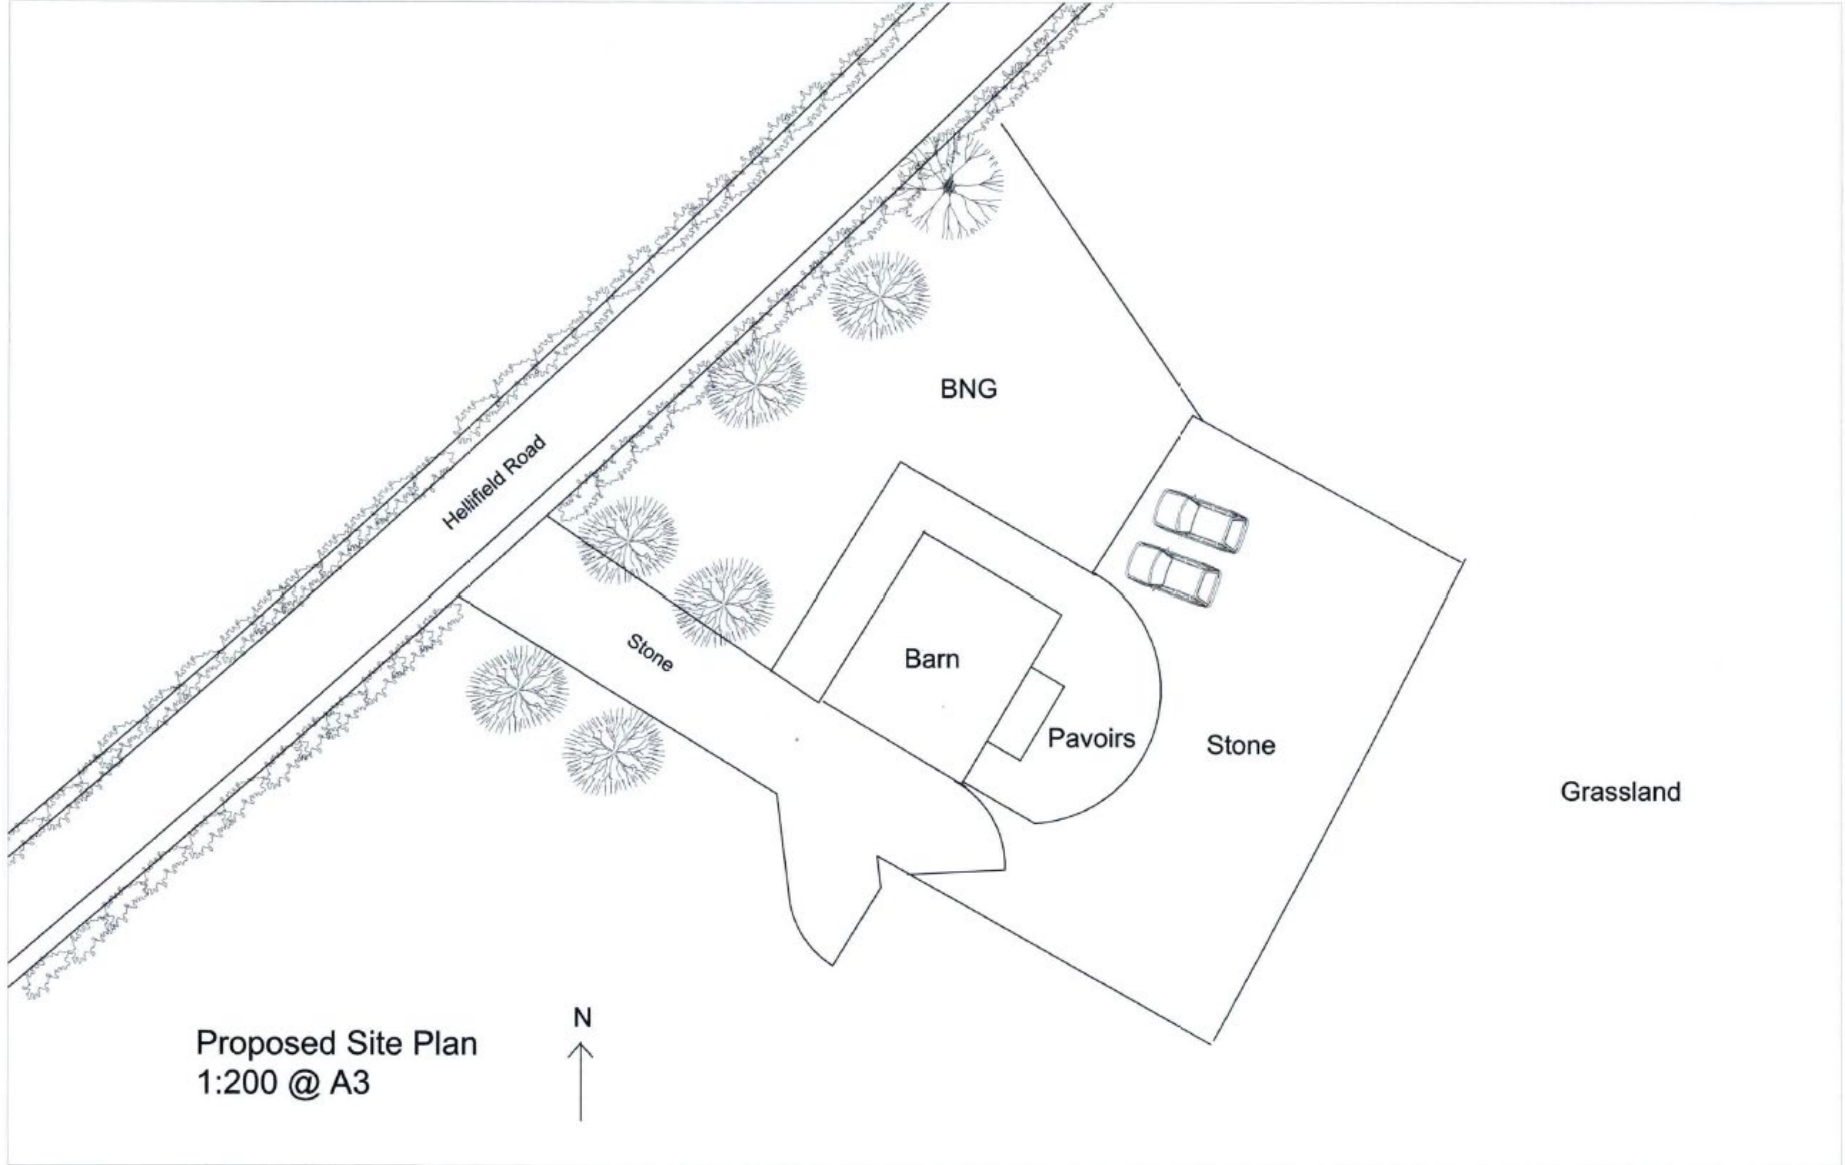 BNG
Hellifield Road
Stone
Barn
Pavoirs
Stone
Grassland
N
Proposed Site Plan
1:200 @ A3